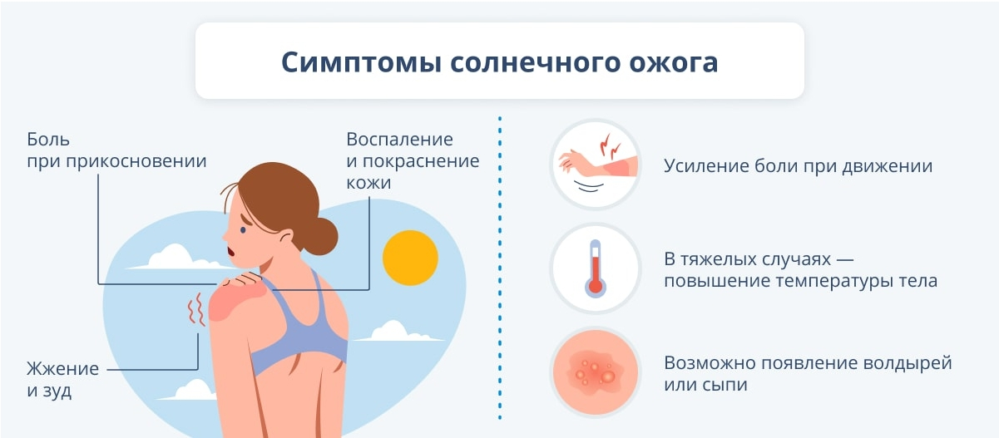 Симптомы солнечного ожога
Боль
при прикосновении
Воспаление
и покраснение
кожи
Жжение
и зуд
Усиление боли при движении
В тяжелых случаях —
повышение температуры тела
Возможно появление волдырей
или сыпи